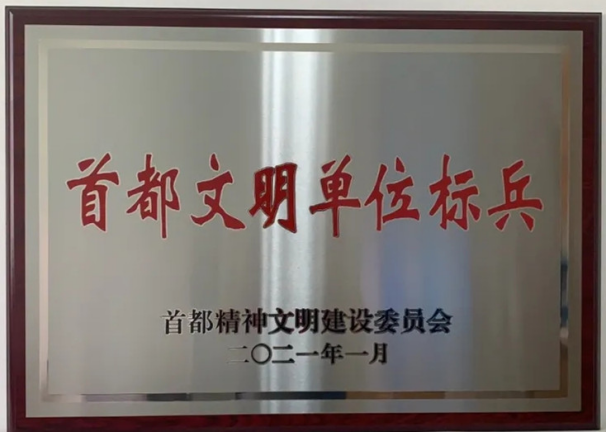 首都文明单位标兵
首都精神文明建设委员会
二〇二一年一月